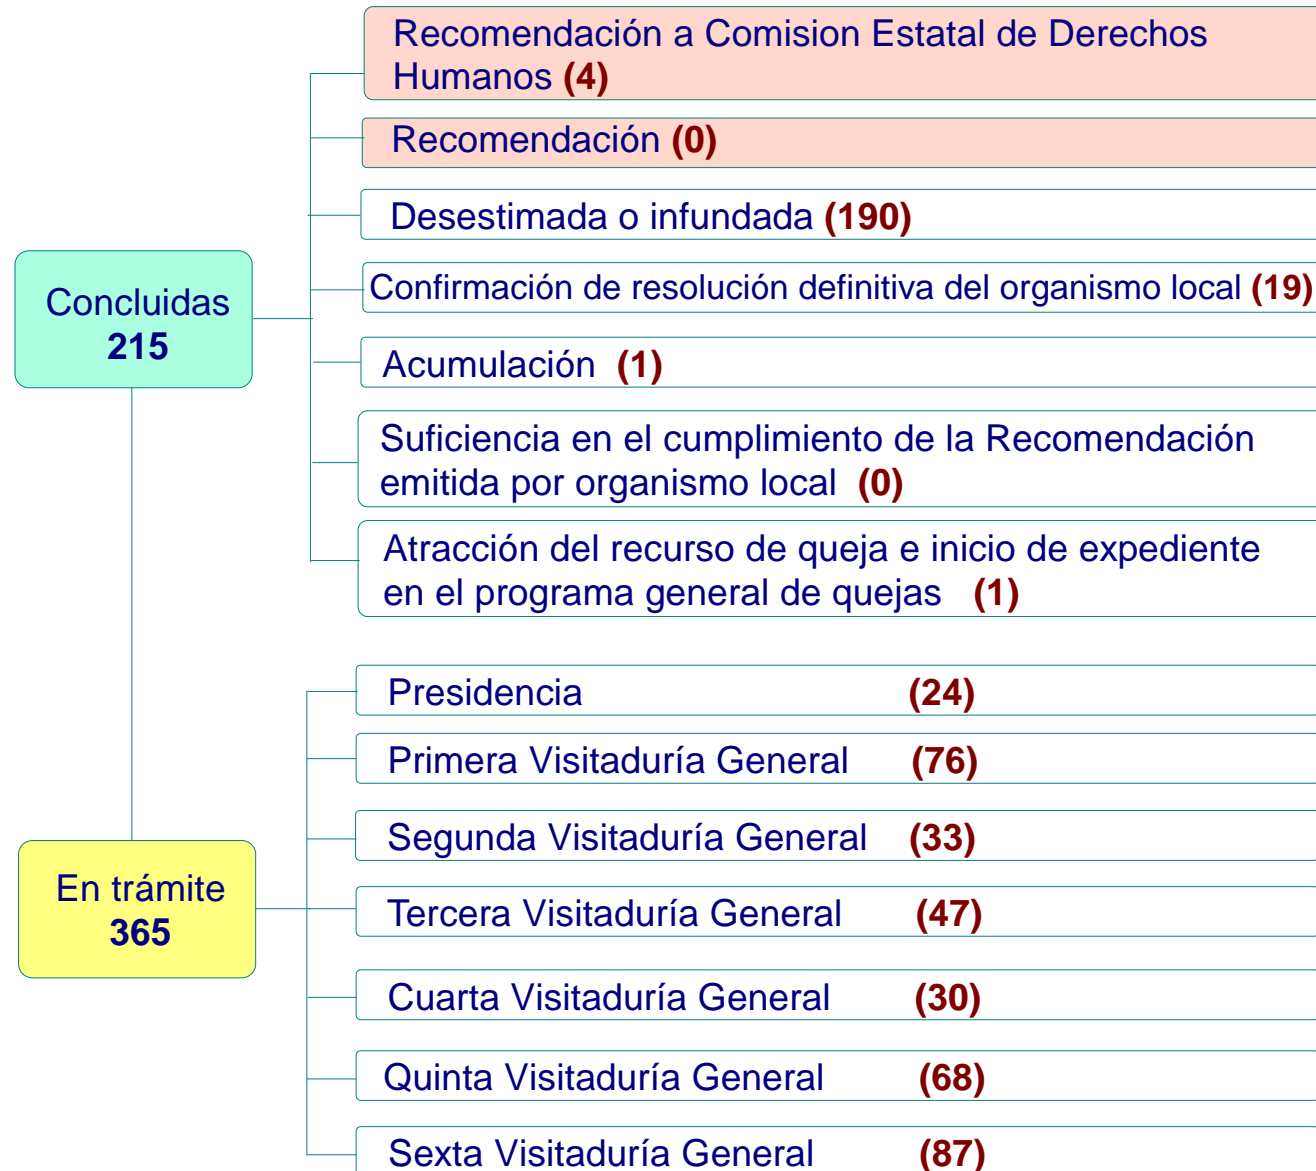 Recomendación a Comision Estatal de Derechos
Humanos (4)
Recomendación (0)
Desestimada o infundada (190)
Confirmación de resolución definitiva del organismo local (19)
Concluidas
215
Acumulación (1)
Suficiencia en el cumplimiento de la Recomendación
emitida por organismo local (0)
Atracción del recurso de queja e inicio de expediente
en el programa general de quejas (1)
Presidencia (24)
Primera Visitaduría General (76)
Segunda Visitaduría General (33)
En trámite
365
Tercera Visitaduría General (47)
Cuarta Visitaduría General (30)
Quinta Visitaduría General (68)
Sexta Visitaduría General (87)